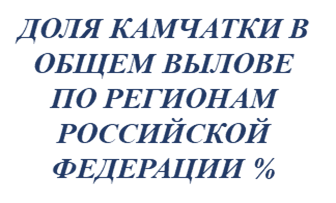 ДОЛЯ КАМЧАТКИ В
ОБЩЕМ ВЫЛОВЕ
ПО РЕГИОНАМ
РОССИЙСКОЙ
ФЕДЕРАЦИИ %